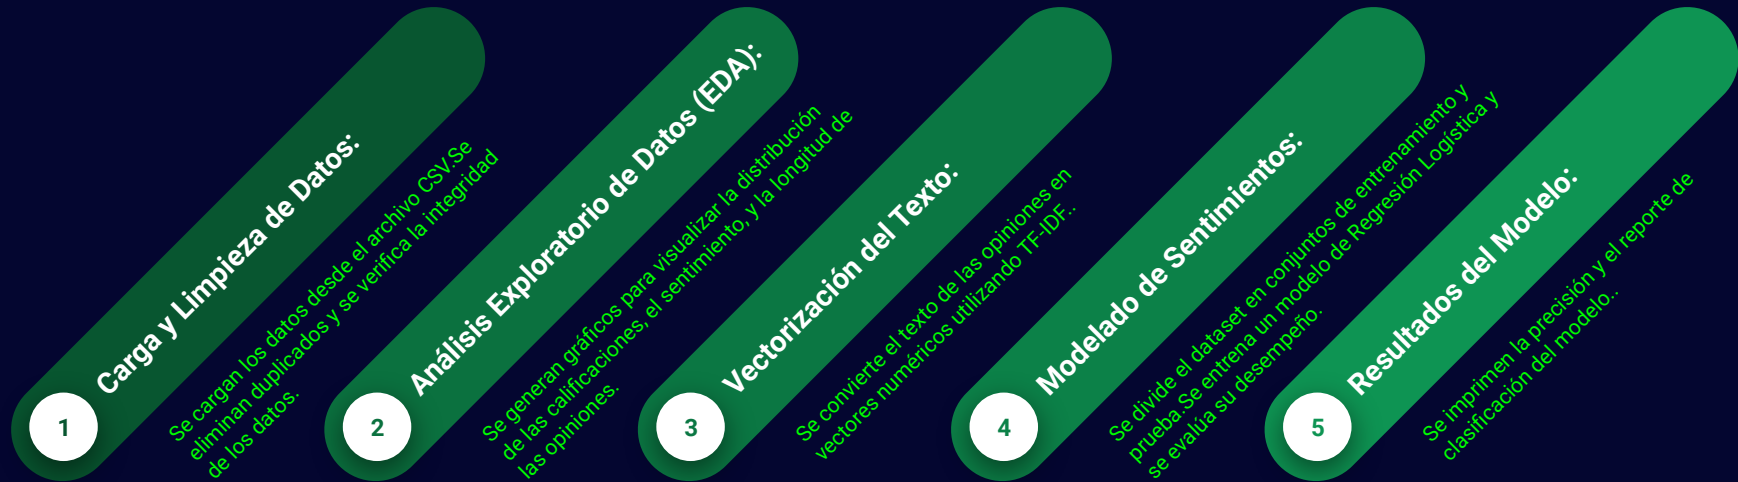 1
Carga y Limpieza de Datos:
Se cargan los datos desde el archivo CSV.Se
eliminan duplicados y se verifica la integridad
de los datos.
2
Análisis Exploratorio de Datos (EDA):
Se generan gráficos para visualizar la distribución
de las calificaciones, el sentimiento, y la longitud de
las opiniones.
3
Vectorización del Texto:
Se convierte el texto de las opiniones en
vectores numéricos utilizando TF-IDF..
4
Modelado de Sentimientos:
Se divide el dataset en conjuntos de entrenamiento y
prueba.Se entrena un modelo de Regresión Logística y
se evalúa su desempeño.
5
Resultados del Modelo:
Se imprimen la precisión y el reporte de
clasificación del modelo..